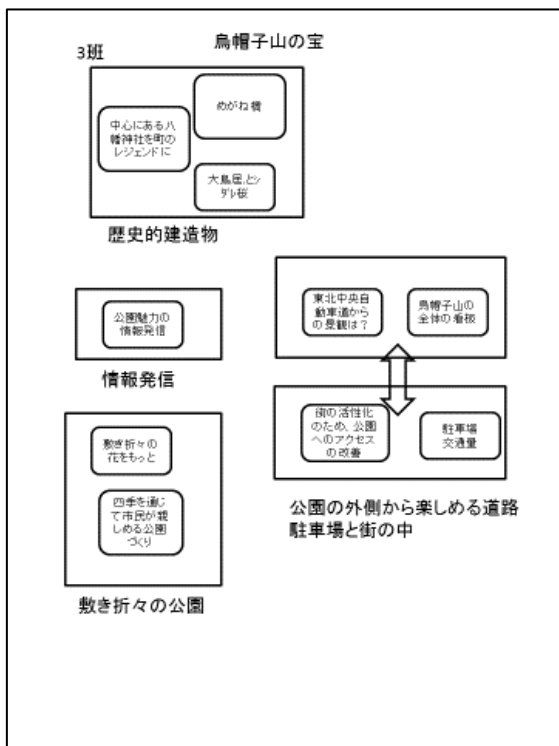 烏帽子山の宝
3班
めがね橋
中心にある八
幡神社を町の
レジェンドに
大鳥居とシ
ダレ桜
歴史的建造物
公園魅力の
情報発信
情報発信
東北中央自
動車道から
の景観は？
烏帽子山の
全体の看板
街の活性化
のため、公園
へのアクセス
の改善
駐車場
交通量
公園の外側から楽しめる道路
駐車場と街の中
敷き折々の
花をもっと
四季を通じ
て市民が親
しめる公園
づくり
敷き折々の公園